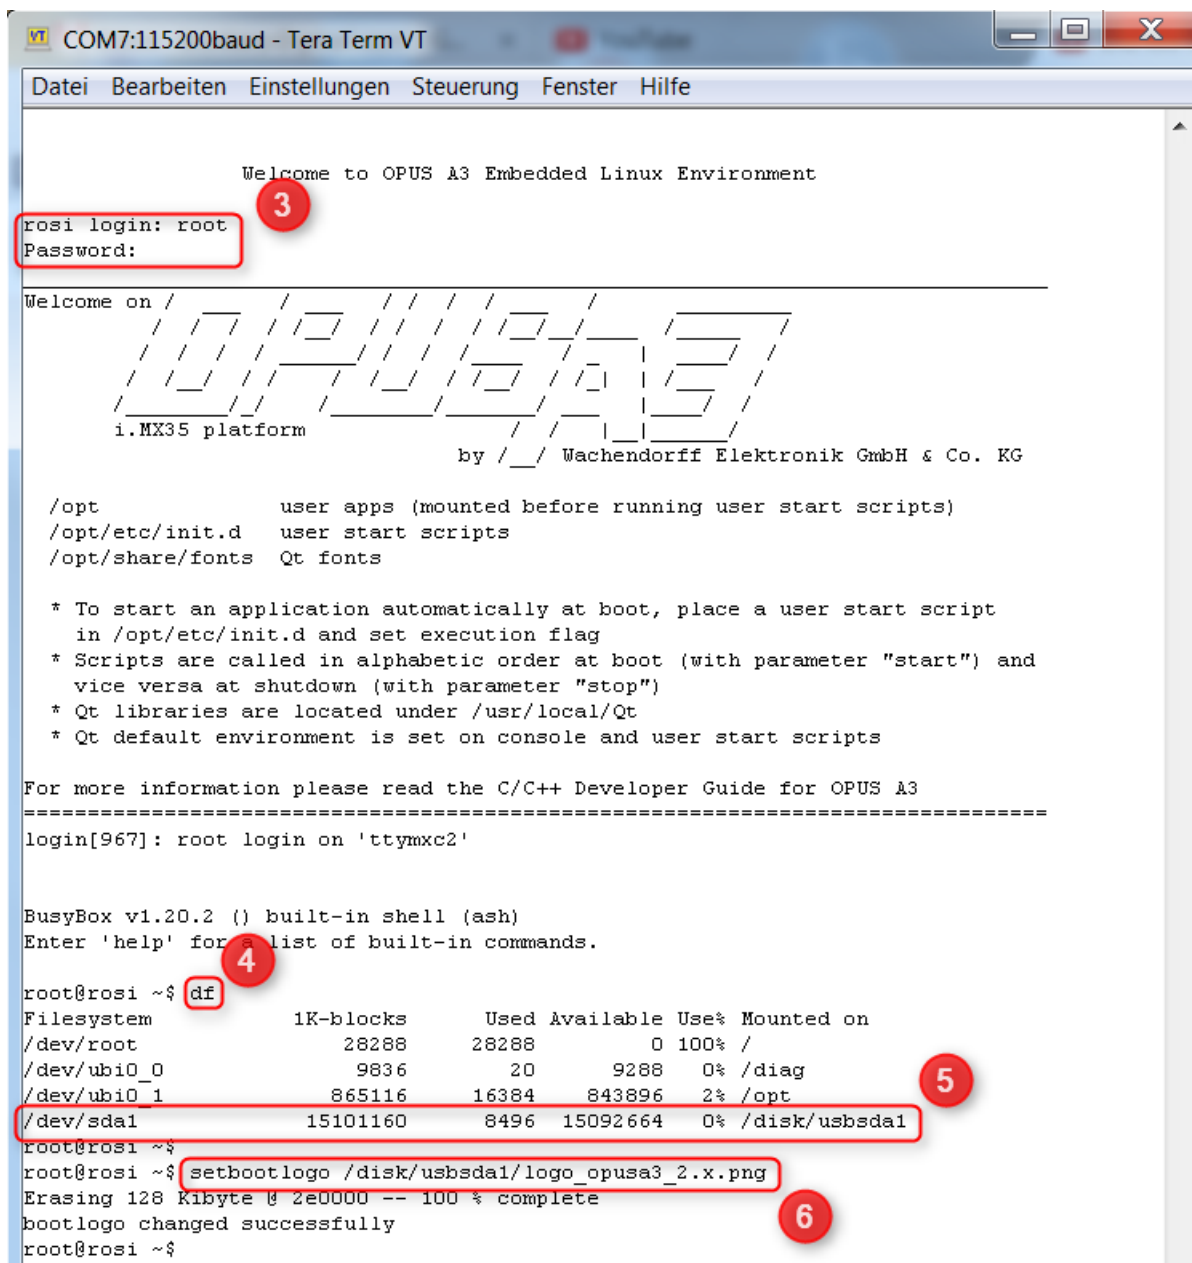 COM7:115200baud - Tera Term VT
YouTube
Datei Bearbeiten Einstellungen Steuerung Fenster Hilfe
Welcome to OPUS A3 Embedded Linux Environment
3
rosi login: root
Password:
Welcome on
OPUSA3
i.MX35 platform
by Wachendorff Elektronik GmbH & Co. KG
/opt user apps (mounted before running user start scripts)
/opt/etc/init.d user start scripts
/opt/share/fonts Qt fonts
* To start an application automatically at boot, place a user start script
in /opt/etc/init.d and set execution flag
* Scripts are called in alphabetic order at boot (with parameter "start") and
vice versa at shutdown (with parameter "stop")
* Qt libraries are located under /usr/local/Qt
* Qt default environment is set on console and user start scripts
For more information please read the C/C++ Developer Guide for OPUS A3
===============================================================================
login[967]: root login on 'ttymxc2'
BusyBox v1.20.2 () built-in shell (ash)
Enter 'help' for a list of built-in commands.
4
root@rosi ~$ df
Filesystem 1K-blocks Used Available Use% Mounted on
/dev/root 28288 28288 0 100% /
/dev/ubi0_0 9836 20 9288 0% /diag
/dev/ubi0_1 865116 16384 843896 2% /opt
5
/dev/sda1 15101160 8496 15092664 0% /disk/usbsda1
root@rosi ~$
root@rosi ~$ setbootlogo /disk/usbsda1/logo_opusa3_2.x.png
Erasing 128 Kibyte @ 2e0000 -- 100 % complete
6
bootlogo changed successfully
root@rosi ~$